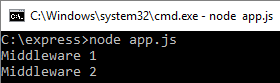 C:\Windows\system32\cmd.exe - node app.js
C:\express>node app.js
Middleware 1
Middleware 2